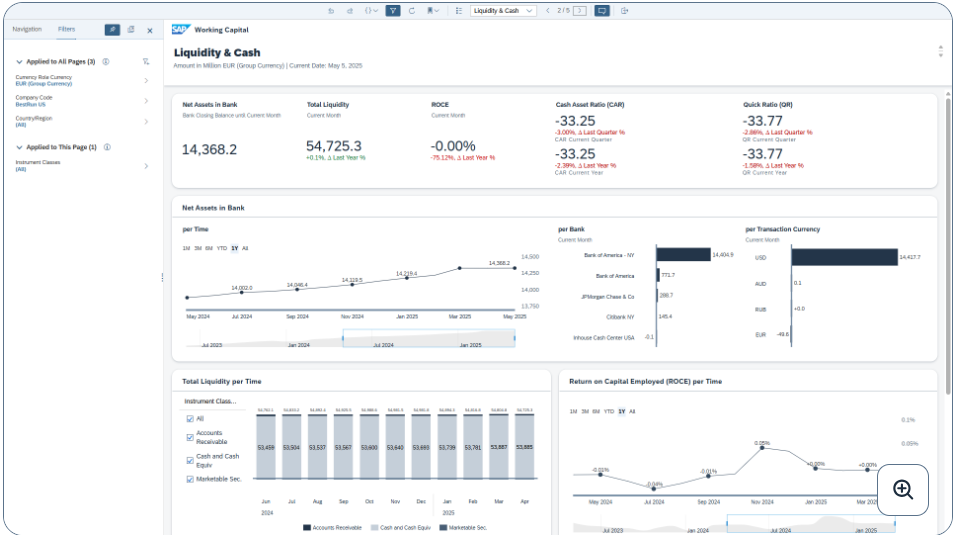 Liquidity & Cash
2 / 5
Navigation
Filters
SAP
Working Capital
Liquidity & Cash
Amount in Million EUR (Group Currency) | Current Date: May 5, 2025
Applied to All Pages (3)
Currency Role Currency
EUR (Group Currency)
Company Code
BestRun US
Country/Region
(All)
Applied to This Page (1)
Instrument Classes
(All)
Net Assets in Bank
Bank Closing Balance until Current Month
14,368.2
Total Liquidity
Current Month
54,725.3
+0.1%, Δ Last Year %
ROCE
Current Month
-0.00%
-75.12%, Δ Last Year %
Cash Asset Ratio (CAR)
-33.25
-3.00%, Δ Last Quarter %
CAR Current Quarter
-33.25
-2.39%, Δ Last Year %
CAR Current Year
Quick Ratio (QR)
-33.77
-2.86%, Δ Last Quarter %
QR Current Quarter
-33.77
-1.58%, Δ Last Year %
QR Current Year
Net Assets in Bank
per Time
1M 3M 6M YTD 1Y All
14,002.0
14,046.4
14,119.5
14,219.4
14,368.2
14,500
14,250
14,000
13,750
May 2024
Jul 2024
Sep 2024
Nov 2024
Jan 2025
Mar 2025
May 2025
Jul 2023
Jan 2024
Jul 2024
Jan 2025
per Bank
Current Month
Bank of America - NY 14,404.9
Bank of America 771.7
JPMorgan Chase & Co
Citibank NY 145.4
Inhouse Cash Center USA -0.1
per Transaction Currency
Current Month
USD 14,417.7
AUD 0.1
+0.0
EUR -49.6
Total Liquidity per Time
Instrument Class...
All
Accounts
Receivable
Cash and Cash
Equiv
Marketable Sec.
53,459
53,504
53,537
53,567
53,600
53,640
53,693
53,739
53,781
53,867
53,885
Jun
Jul
Aug
Sep
Oct
Nov
Dec
Jan
Feb
Mar
Apr
2024
2025
Accounts Receivable
Cash and Cash Equiv
Marketable Sec.
Return on Capital Employed (ROCE) per Time
1M 3M 6M YTD 1Y All
0.1%
0.05%
-0.01%
-0.04%
-0.01%
0.05%
+0.00%
+0.00%
May 2024
Jul 2024
Sep 2024
Nov 2024
Jan 2025
Jul 2023
Jan 2024
Jul 2024
Jan 2025